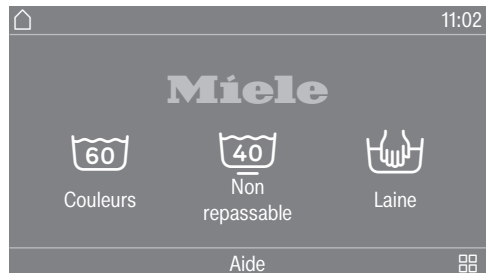 11:02
Miele
60
40
Couleurs
Non
repassable
Laine
Aide